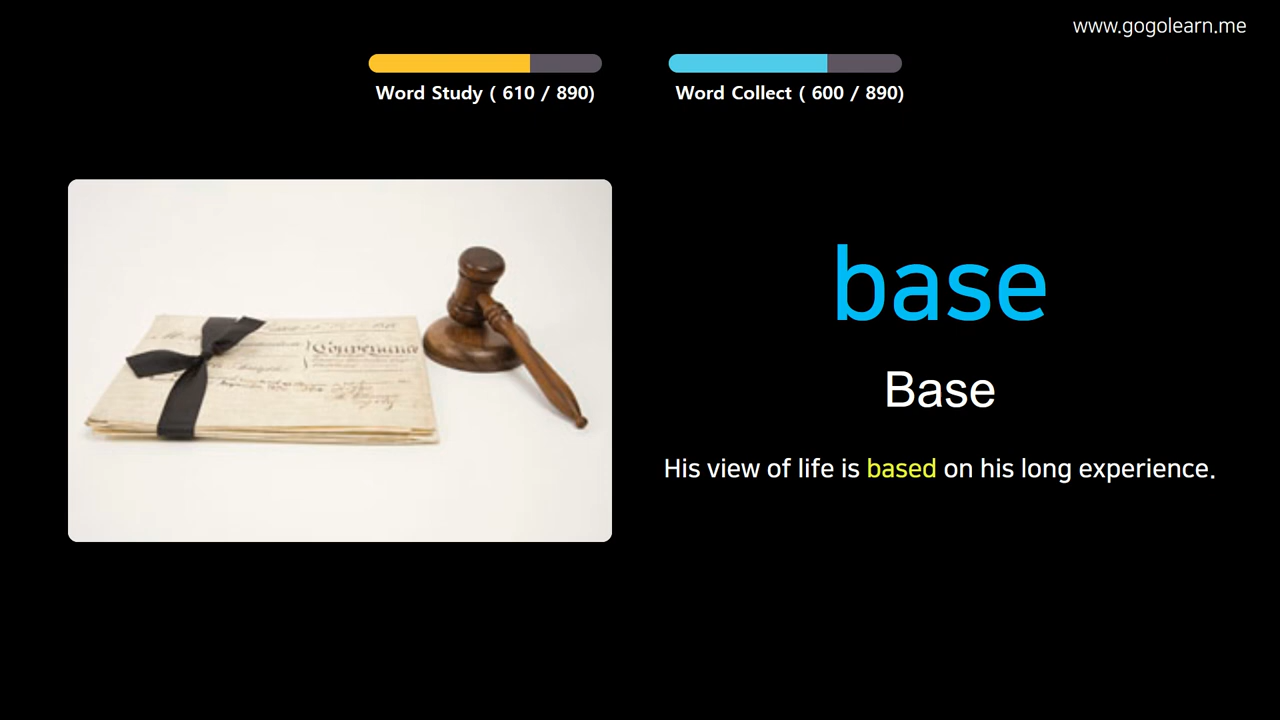 www.gogolearn.me
Word Study ( 610 / 890)
Word Collect ( 600 / 890)
base
Base
His view of life is based on his long experience.